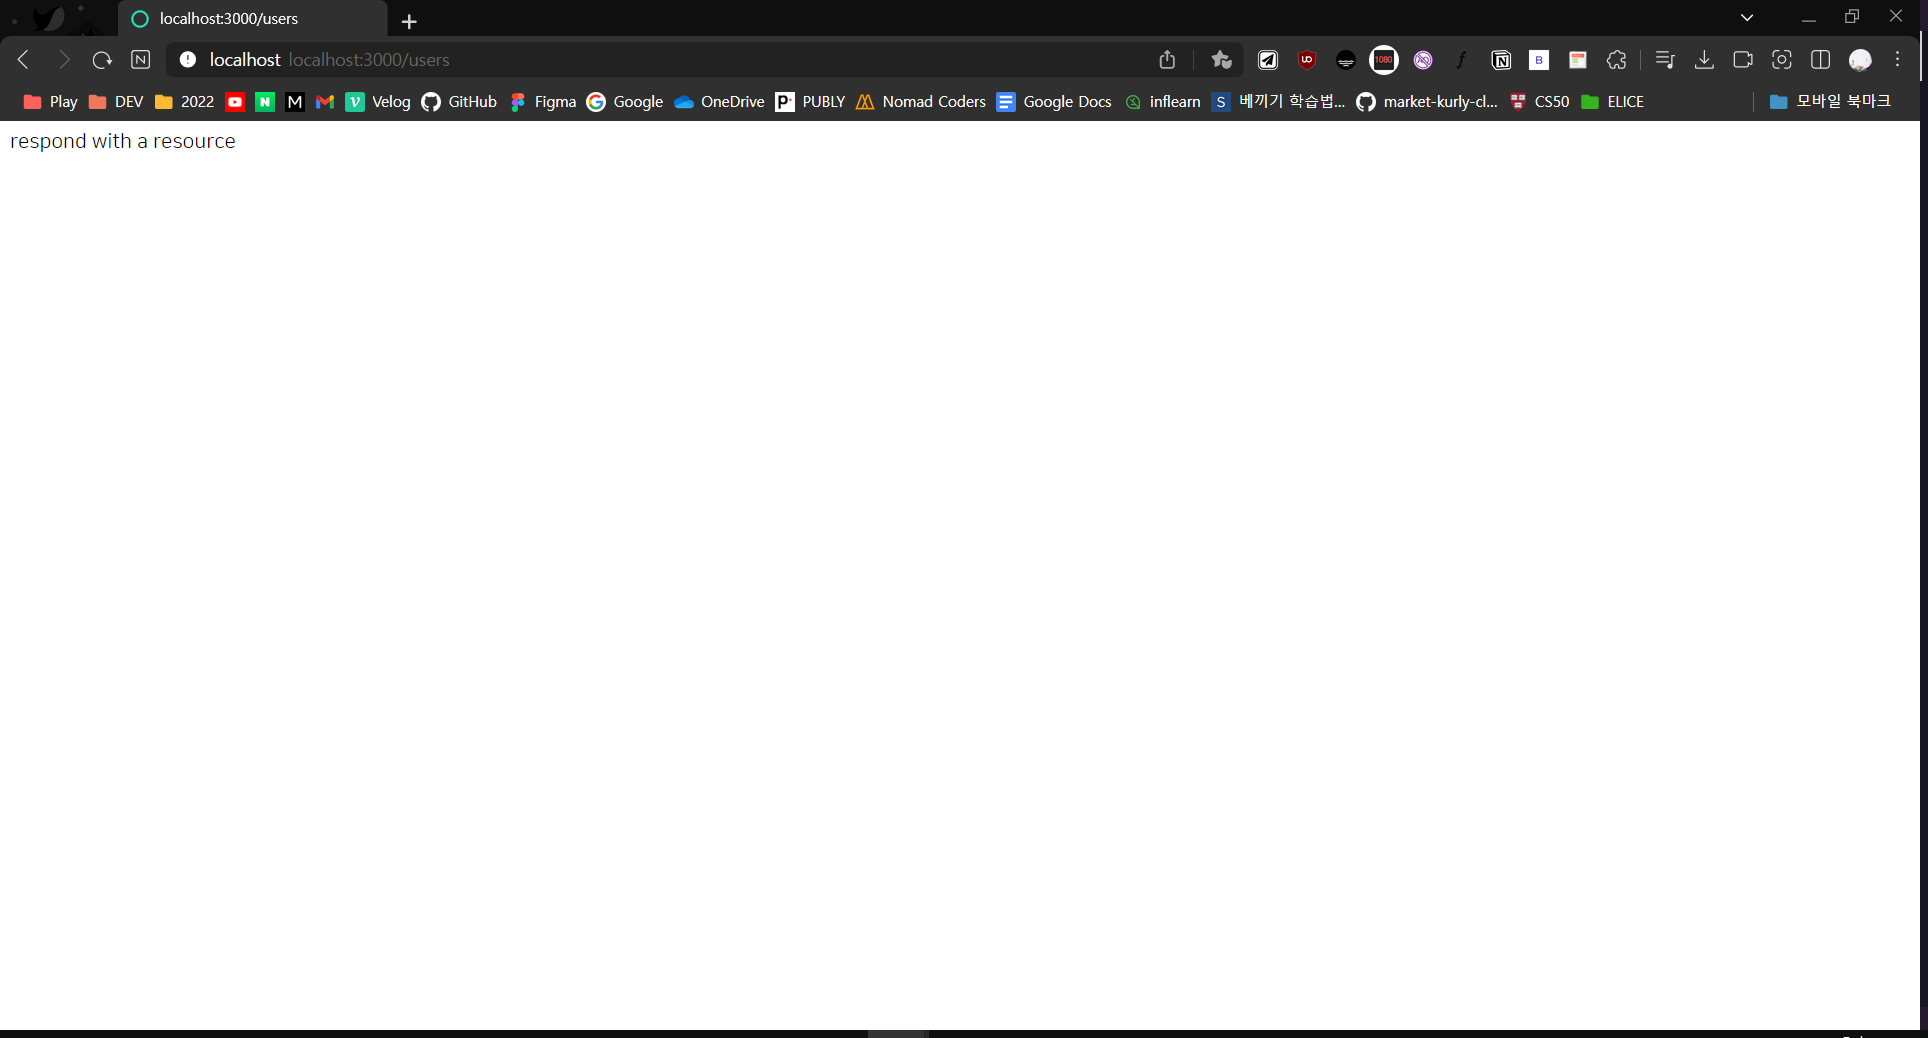 localhost:3000/users
N localhost localhost:3000/users 1080 N B
Play DEV 2022 N M V Velog GitHub Figma Google OneDrive p PUBLY Nomad Coders Google Docs inflearn S 베끼기 학습법... market-kurly-cl... CS50 ELICE 모바일 북마크
respond with a resource